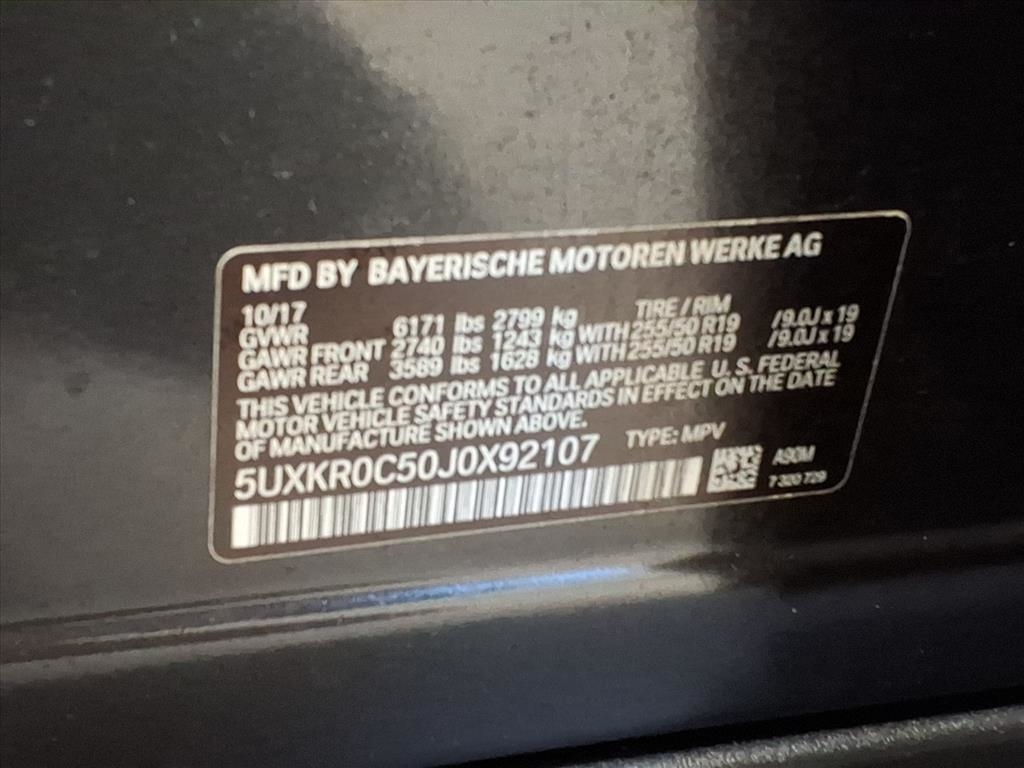 MFD BY BAYERISCHE MOTOREN WERKE AG
10/17 TIRE / RIM
GVWR 6171 lbs 2799 kg
GAWR FRONT 2740 lbs 1243 kg WITH 255/50 R19 /9.0J x 19
GAWR REAR 3589 lbs 1628 kg WITH 255/50 R19 /9.0J x 19
THIS VEHICLE CONFORMS TO ALL APPLICABLE U. S. FEDERAL
MOTOR VEHICLE SAFETY STANDARDS IN EFFECT ON THE DATE
OF MANUFACTURE SHOWN ABOVE.
5UXKR0C50J0X92107 TYPE: MPV
A90M
7 320 729